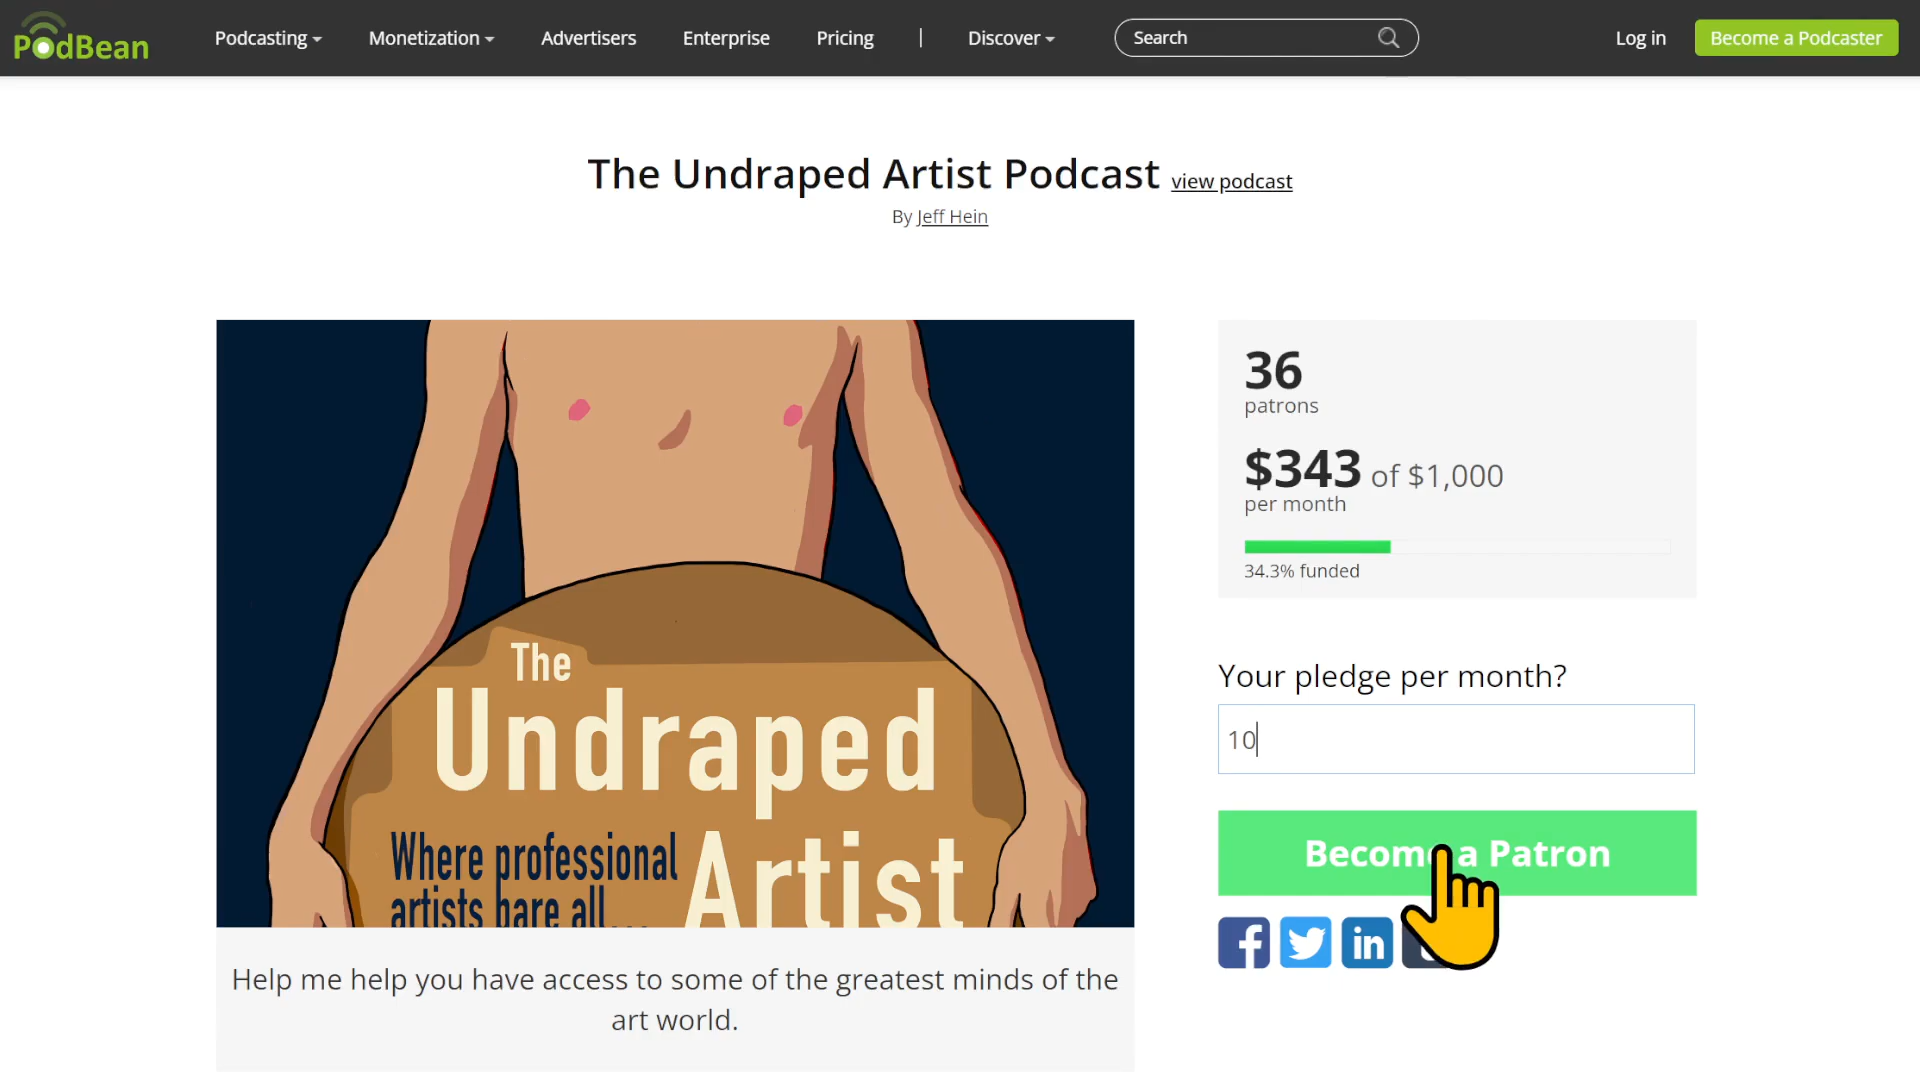 PodBean
Podcasting
Monetization
Advertisers
Enterprise
Pricing
|
Discover
Search
Log in
Become a Podcaster
The Undraped Artist Podcast view podcast
By Jeff Hein
The
Undraped
Where professional
artists bare all...
Artist
Help me help you have access to some of the greatest minds of the
art world.
36
patrons
$343 of $1,000
per month
34.3% funded
Your pledge per month?
10
Become a Patron